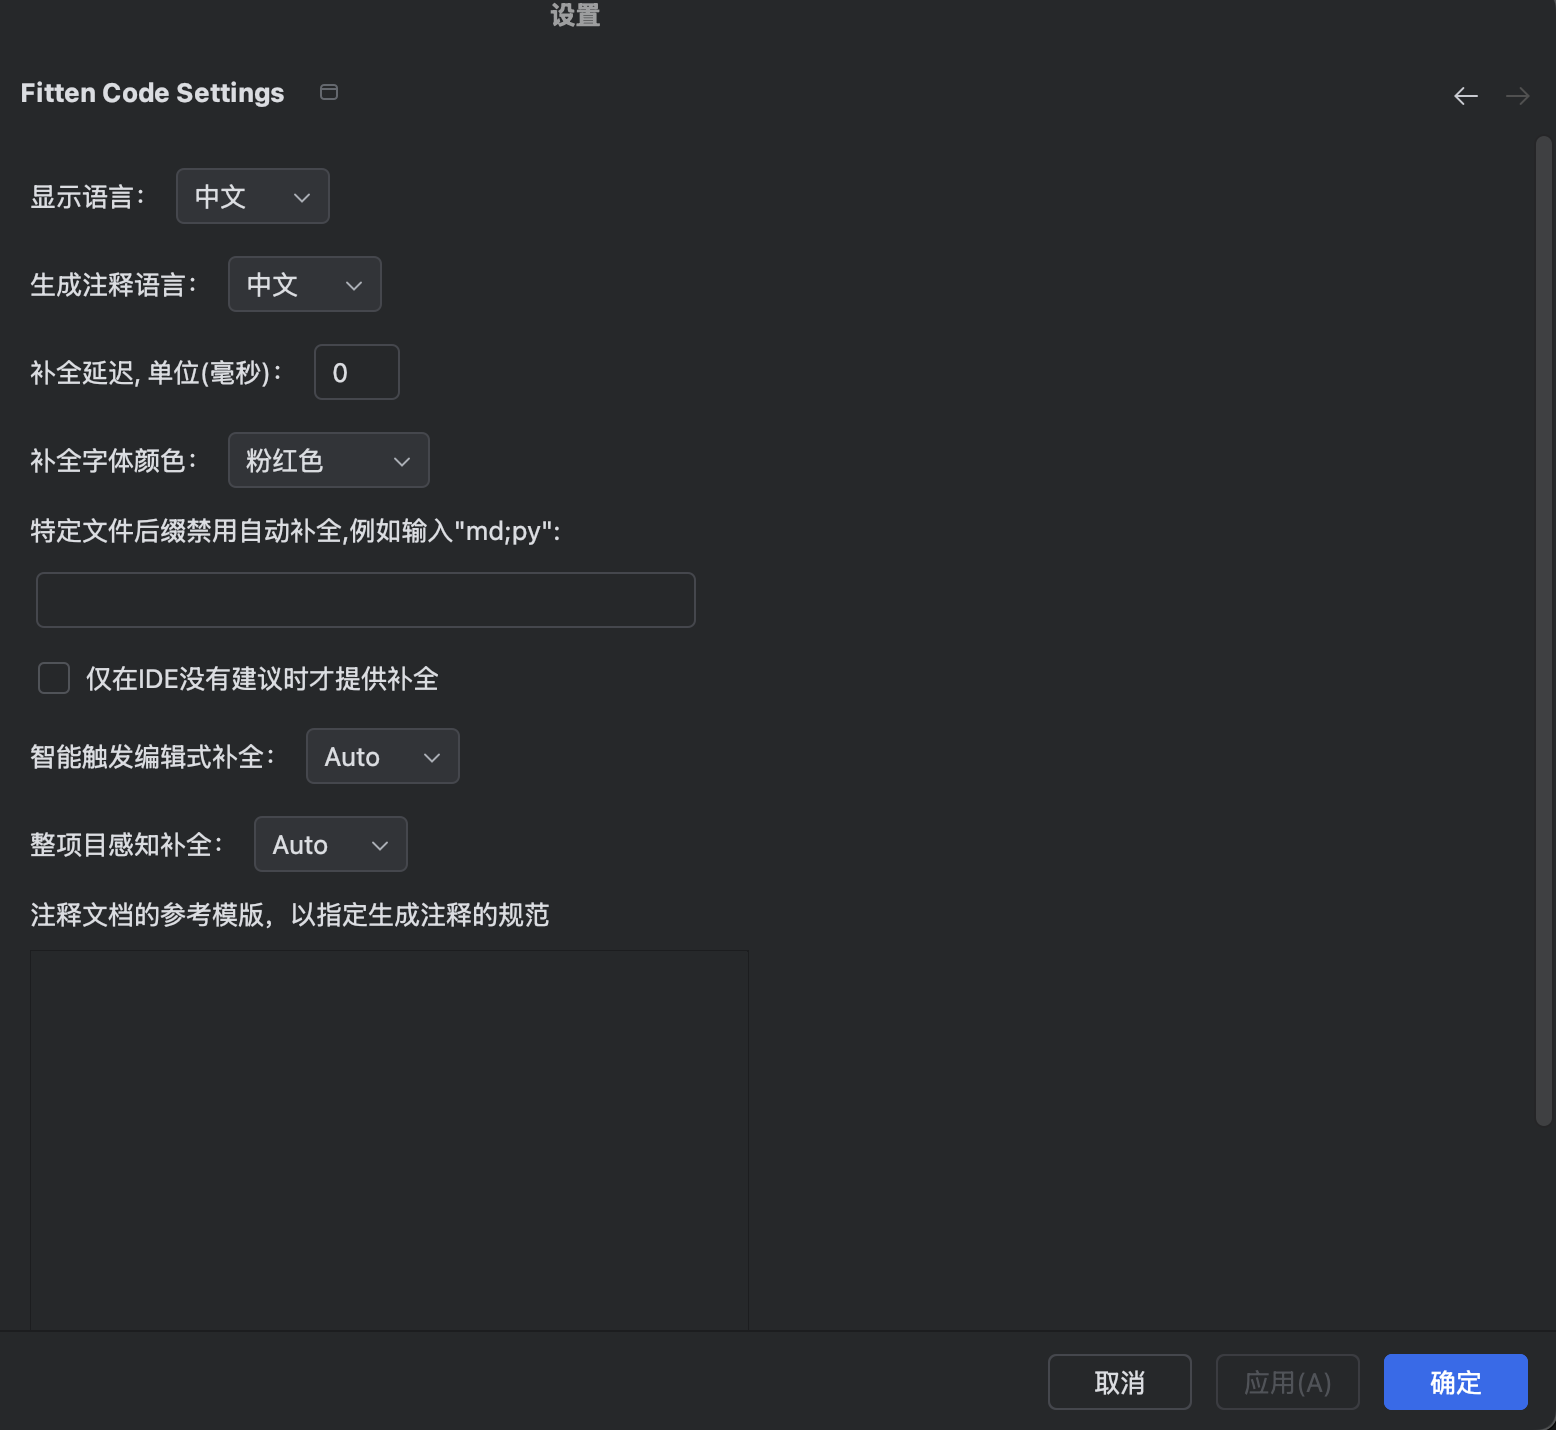 设置
Fitten Code Settings
显示语言： 中文
生成注释语言： 中文
补全延迟, 单位(毫秒)： 0
补全字体颜色： 粉红色
特定文件后缀禁用自动补全,例如输入"md;py":
仅在IDE没有建议时才提供补全
智能触发编辑式补全： Auto
整项目感知补全： Auto
注释文档的参考模版，以指定生成注释的规范
取消 应用(A) 确定